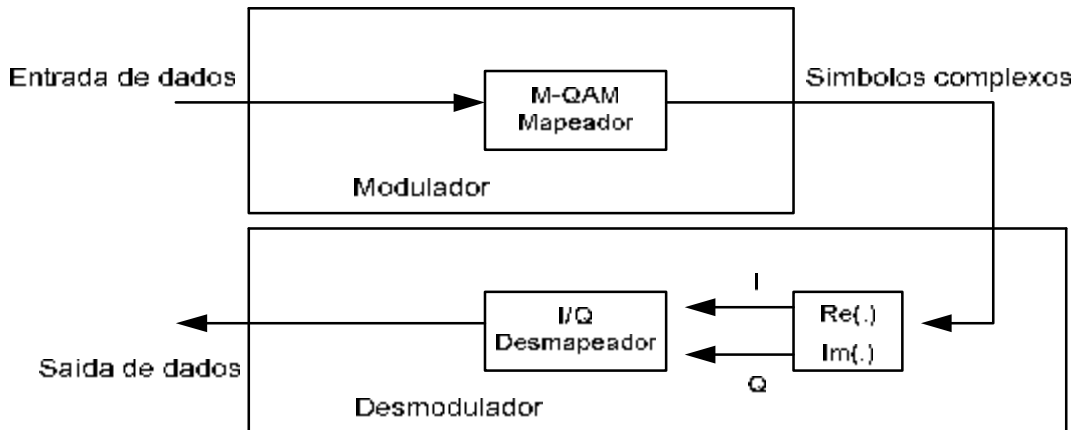 Entrada de dados
M-QAM
Mapeador
Simbolos complexos
Modulador
I
I/Q
Desmapeador
Re(.)
Im(.)
Q
Saida de dados
Desmodulador